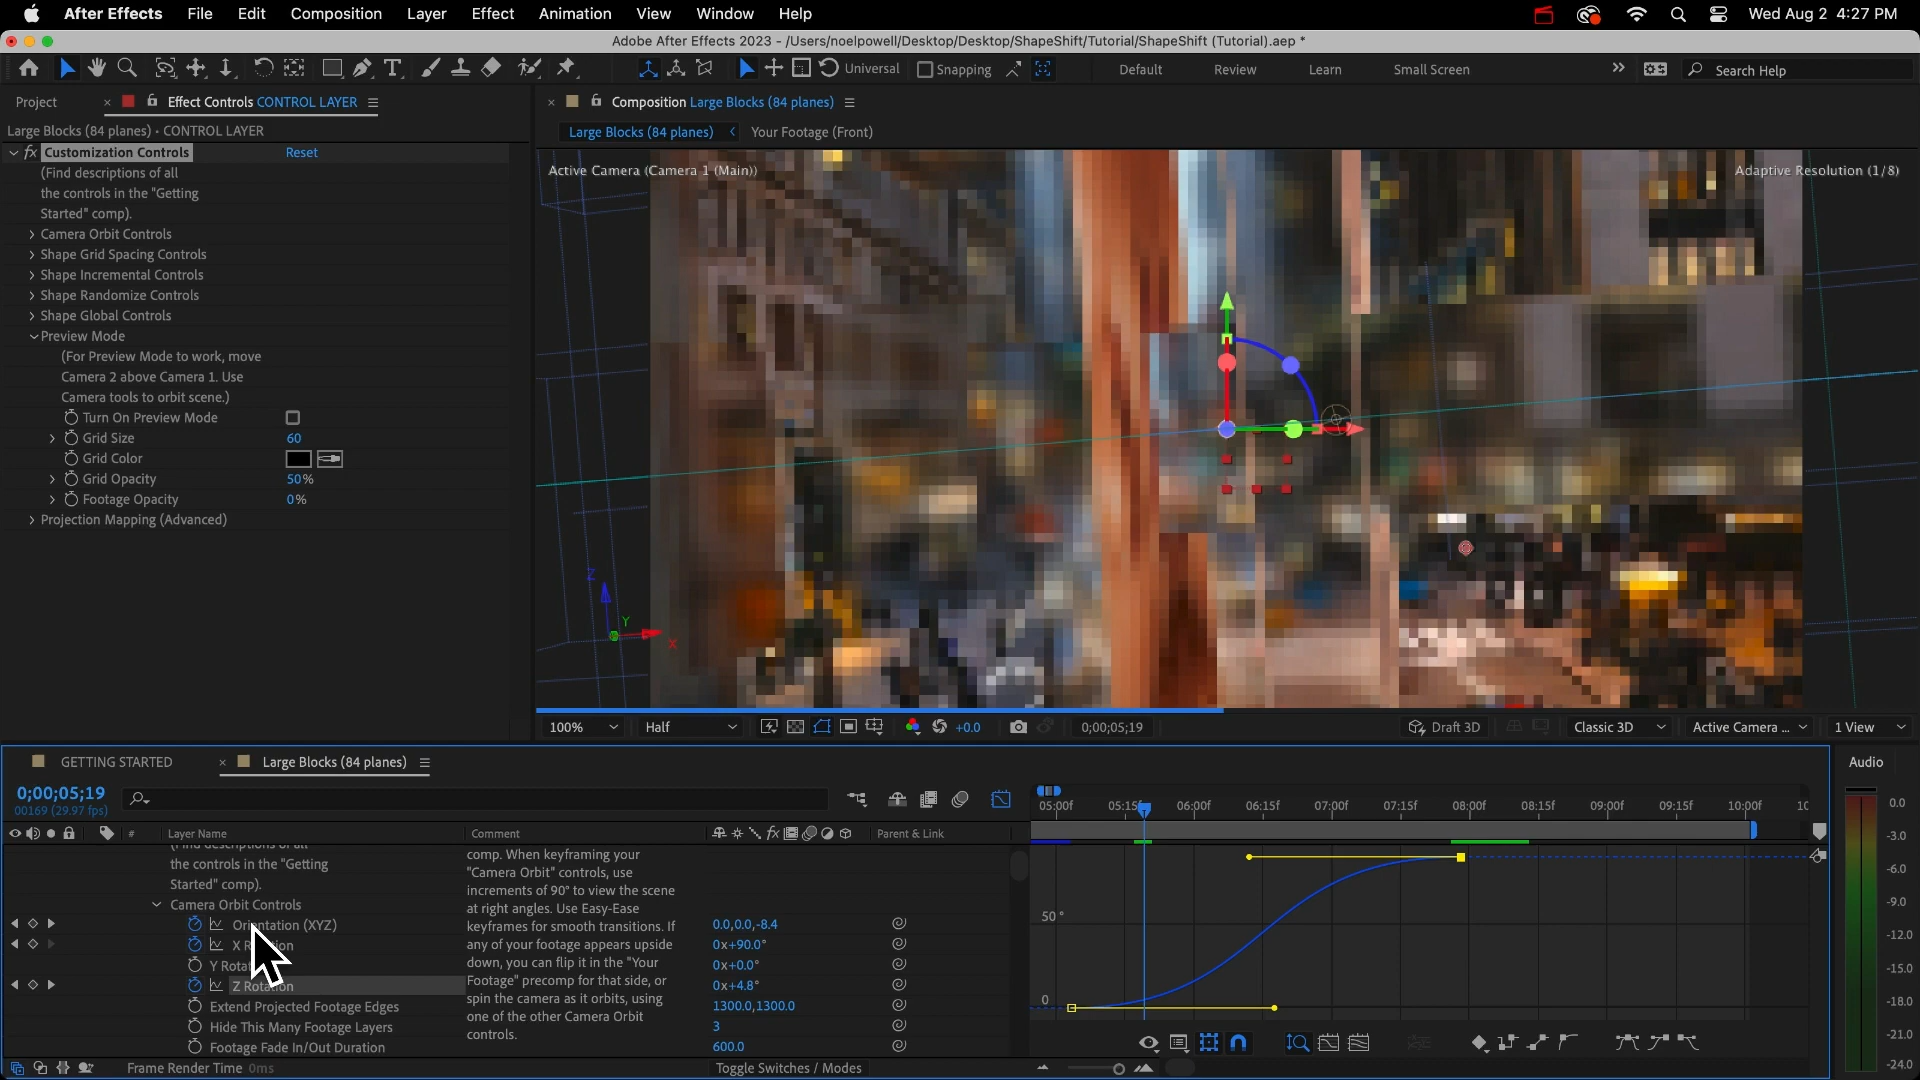 After Effects File Edit Composition Layer Effect Animation View Window Help Wed Aug 2 4:27 PM
Adobe After Effects 2023 - /Users/noelpowell/Desktop/Desktop/ShapeShift/Tutorial/ShapeShift (Tutorial).aep *
Universal Snapping Default Review Learn Small Screen Search Help
Project Effect Controls CONTROL LAYER
Composition Large Blocks (84 planes)
Large Blocks (84 planes) • CONTROL LAYER
Large Blocks (84 planes) Your Footage (Front)
fx Customization Controls Reset
(Find descriptions of all
the controls in the "Getting
Started" comp).
Camera Orbit Controls
Shape Grid Spacing Controls
Shape Incremental Controls
Shape Randomize Controls
Shape Global Controls
Preview Mode
(For Preview Mode to work, move
Camera 2 above Camera 1. Use
Camera tools to orbit scene.)
Turn On Preview Mode
Grid Size 60
Grid Color
Grid Opacity 50%
Footage Opacity 0%
Projection Mapping (Advanced)
Active Camera (Camera 1 (Main))
Adaptive Resolution (1/8)
Z
Y
X
100% Half +0.0 0;00;05;19 Draft 3D Classic 3D Active Camera ... 1 View
GETTING STARTED Large Blocks (84 planes)
Audio
0;00;05;19
00169 (29.97 fps)
05:00f 05:15f 06:00f 06:15f 07:00f 07:15f 08:00f 08:15f 09:00f 09:15f 10:00f 10
# Layer Name Comment fx Parent & Link
the controls in the "Getting
Started" comp).
Camera Orbit Controls
Orientation (XYZ) 0.0,0.0,-8.4
0x+90.0°
Y Rotat 0x+0.0°
Z Rotation 0x+4.8°
Extend Projected Footage Edges 1300.0,1300.0
Hide This Many Footage Layers 3
Footage Fade In/Out Duration 600.0
comp. When keyframing your
"Camera Orbit" controls, use
increments of 90° to view the scene
at right angles. Use Easy-Ease
keyframes for smooth transitions. If
any of your footage appears upside
down, you can flip it in the "Your
Footage" precomp for that side, or
spin the camera as it orbits, using
one of the other Camera Orbit
controls.
50°
0
0.0
-3.0
-6.0
-9.0
-12.0
-15.0
-18.0
-21.0
-24.0
Frame Render Time 0ms
Toggle Switches / Modes